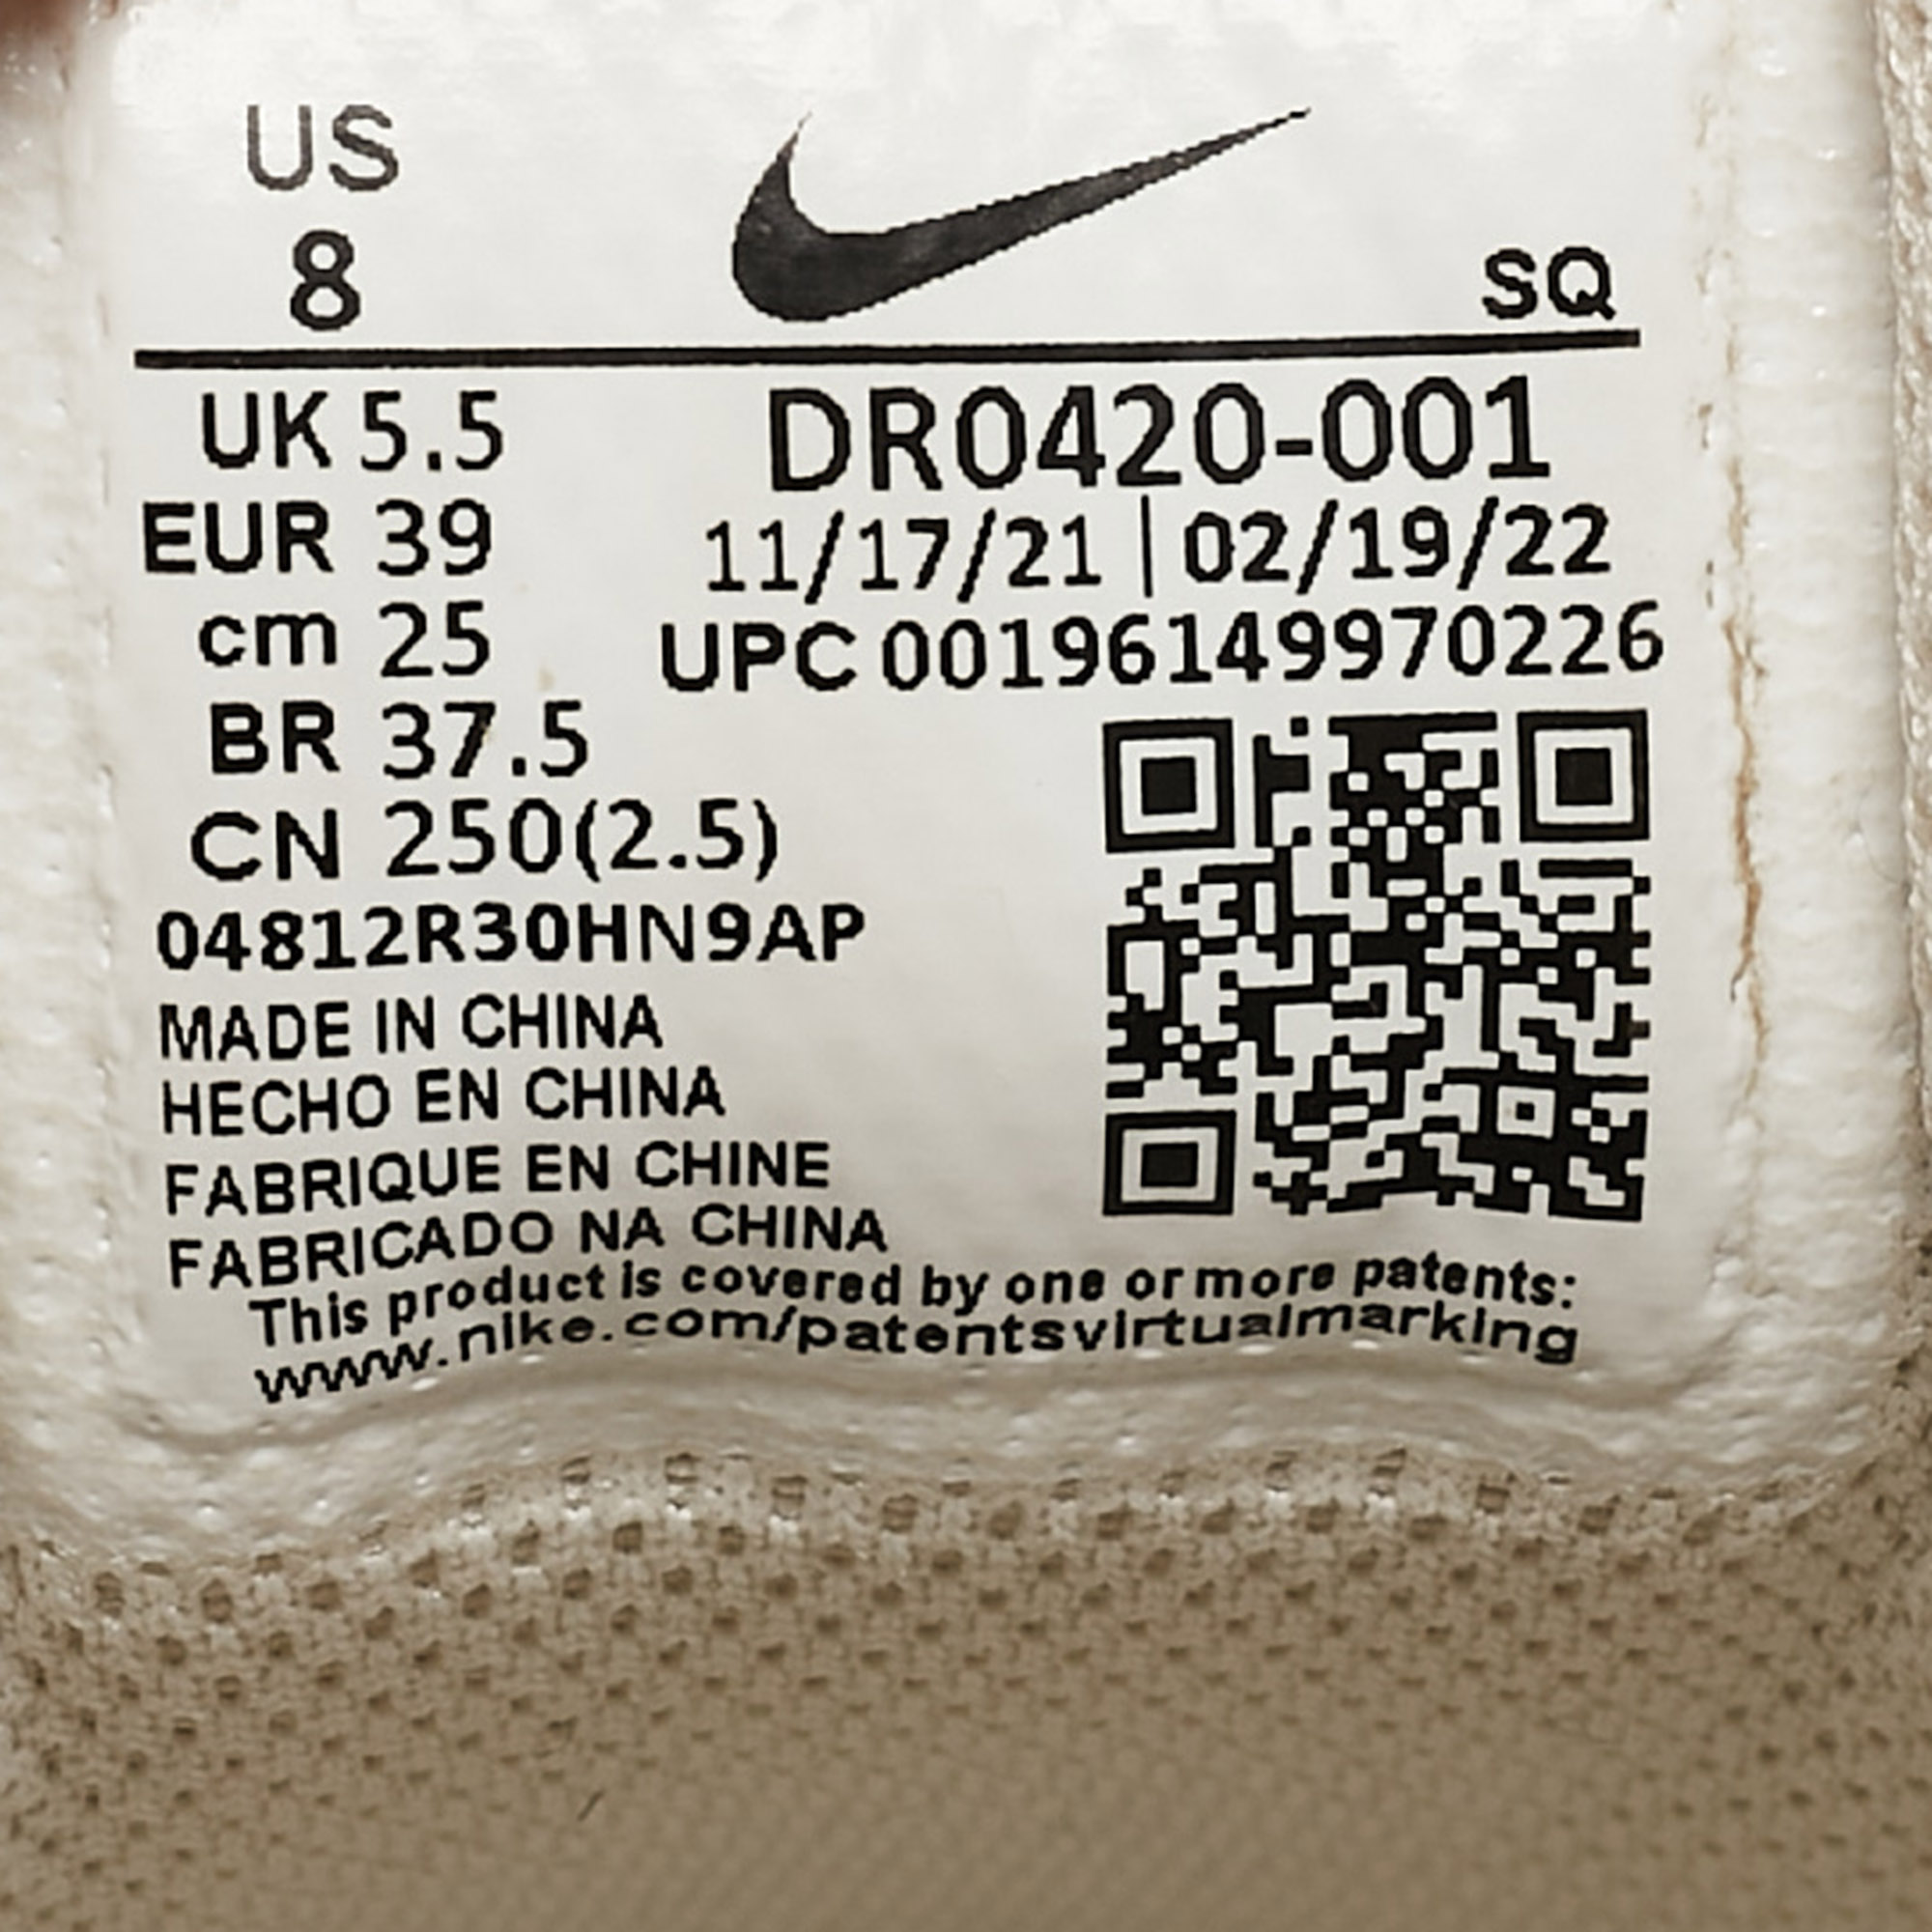 US
8
SQ
UK 5.5
EUR 39
cm 25
BR 37.5
CN 250(2.5)
DR0420-001
11/17/21 | 02/19/22
UPC 00196149970226
04812R30HN9AP
MADE IN CHINA
HECHO EN CHINA
FABRIQUE EN CHINE
FABRICADO NA CHINA
This product is covered by one or more patents:
www.nike.com/patentsvirtualmarking